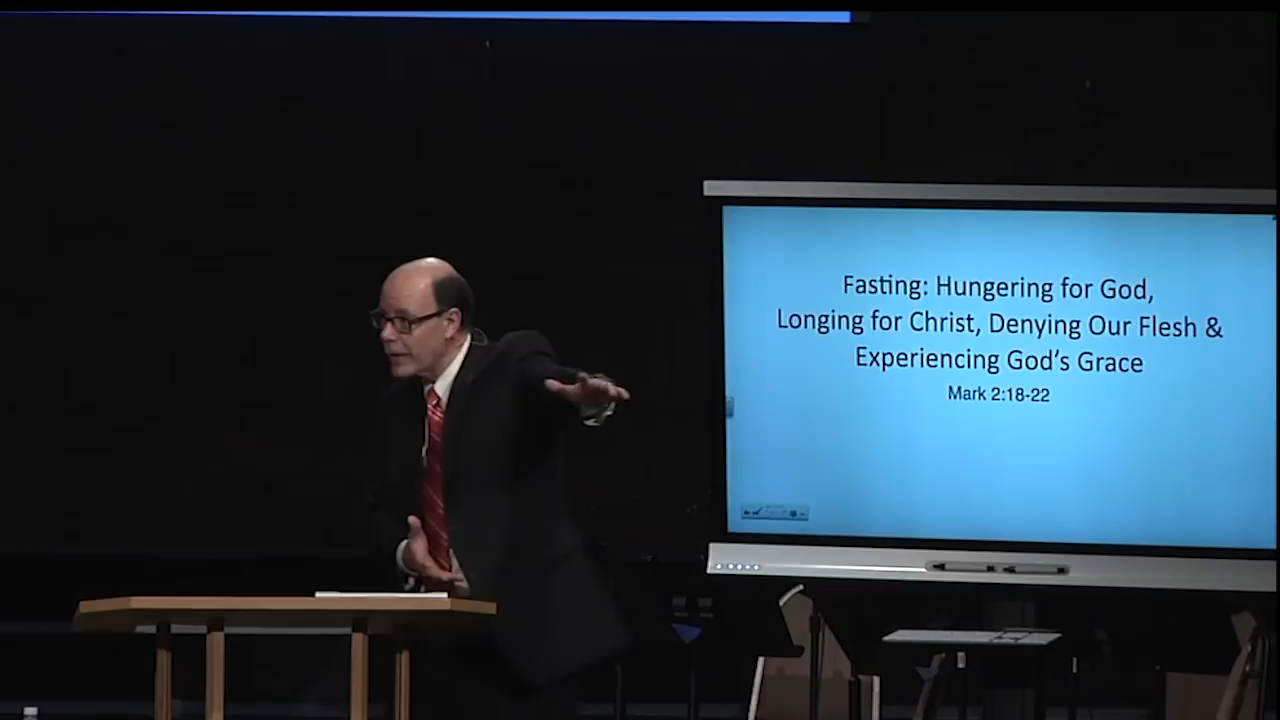 Fasting: Hungering for God,
Longing for Christ, Denying Our Flesh &
Experiencing God's Grace
Mark 2:18-22